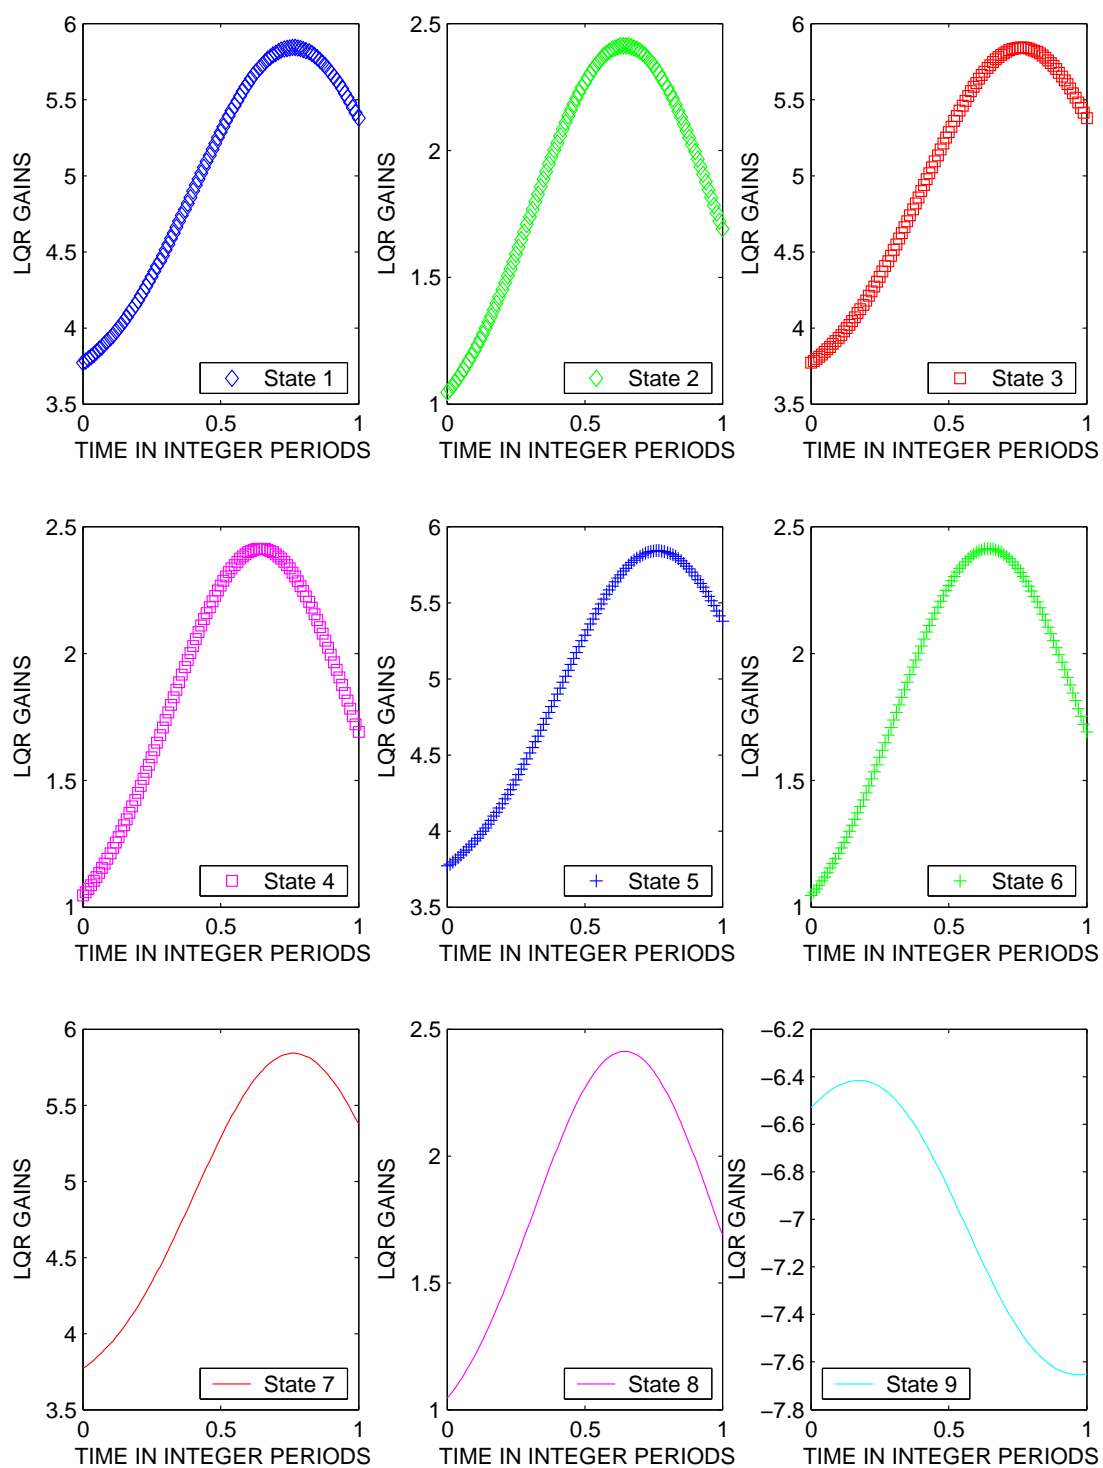 6
5.5
5
4.5
4
3.5
0 0.5 1
LQR GAINS
TIME IN INTEGER PERIODS
State 1
2.5
2
1.5
1
0 0.5 1
LQR GAINS
TIME IN INTEGER PERIODS
State 2
6
5.5
5
4.5
4
3.5
0 0.5 1
LQR GAINS
TIME IN INTEGER PERIODS
State 3
2.5
2
1.5
1
0 0.5 1
LQR GAINS
TIME IN INTEGER PERIODS
State 4
6
5.5
5
4.5
4
3.5
0 0.5 1
LQR GAINS
TIME IN INTEGER PERIODS
State 5
2.5
2
1.5
1
0 0.5 1
LQR GAINS
TIME IN INTEGER PERIODS
State 6
6
5.5
5
4.5
4
3.5
0 0.5 1
LQR GAINS
TIME IN INTEGER PERIODS
State 7
2.5
2
1.5
1
0 0.5 1
LQR GAINS
TIME IN INTEGER PERIODS
State 8
−6.2
−6.4
−6.6
−6.8
−7
−7.2
−7.4
−7.6
−7.8
0 0.5 1
LQR GAINS
TIME IN INTEGER PERIODS
State 9